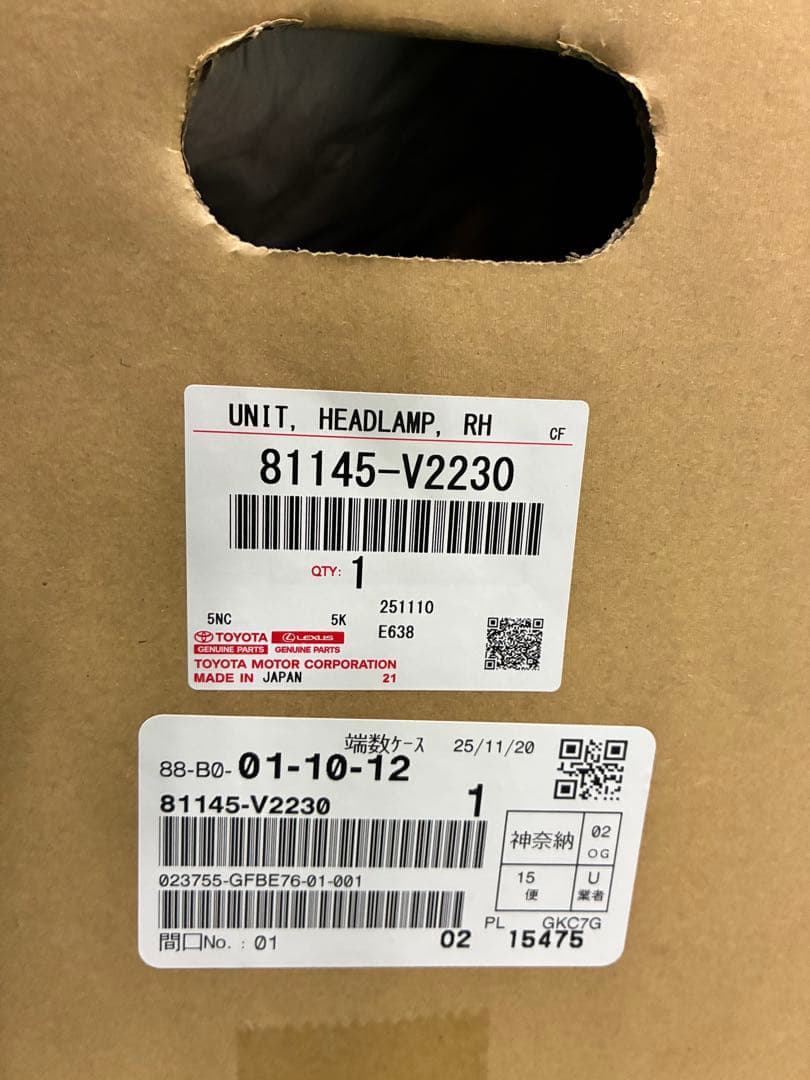 UNIT, HEADLAMP, RH CF
81145-V2230
QTY: 1
251110
5NC 5K E638
TOYOTA LEXUS
GENUINE PARTS GENUINE PARTS
TOYOTA MOTOR CORPORATION
MADE IN JAPAN 21
端数ケース 25/11/20
88-B0-01-10-12
81145-V2230 1
神奈納 02
OG
023755-GFBE76-01-001
15 U
便 業者
PL GKC7G
間口No.:01 02 15475